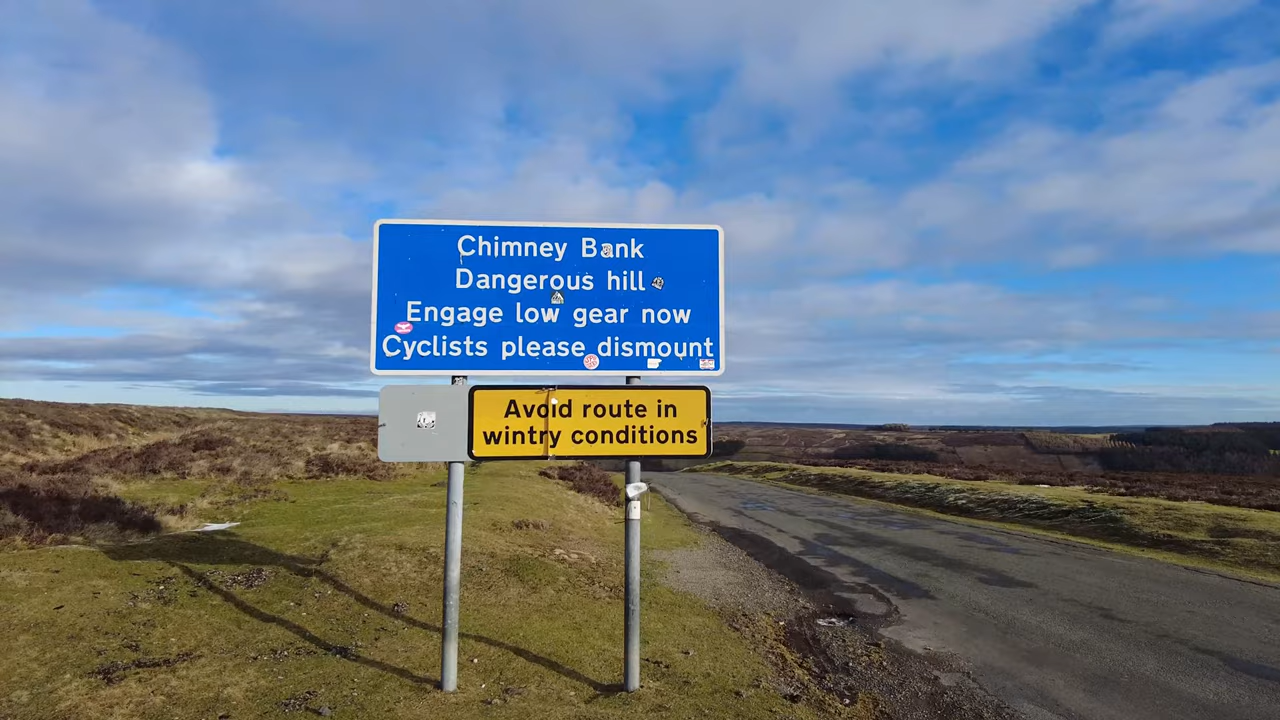 Chimney Bank
Dangerous hill
Engage low gear now
Cyclists please dismount
Avoid route in
wintry conditions